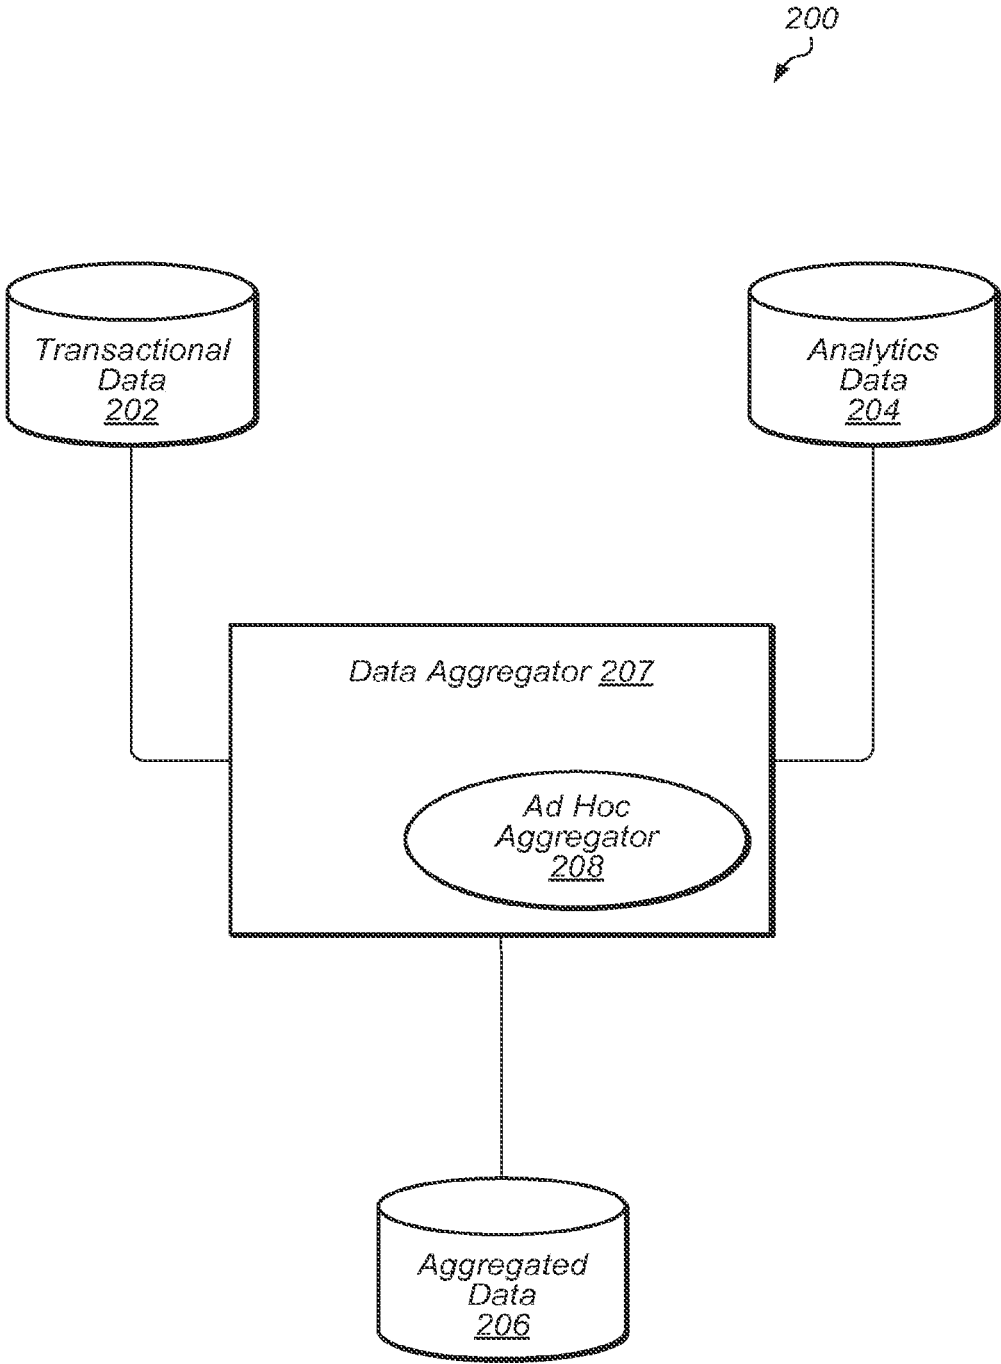 200
Transactional
Data
202
Analytics
Data
204
Data Aggregator 207
Ad Hoc
Aggregator
208
Aggregated
Data
206